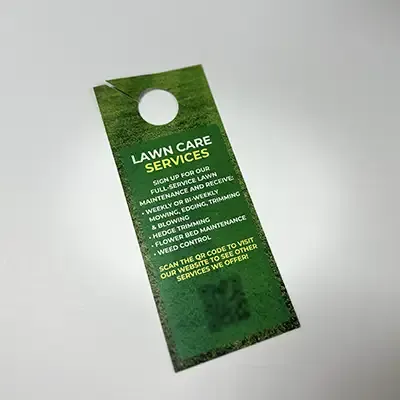 LAWN CARE
SERVICES
SIGN UP FOR OUR
FULL-SERVICE LAWN
MAINTENANCE AND RECEIVE:
• WEEKLY OR BI-WEEKLY
MOWING, EDGING, TRIMMING
& BLOWING
• HEDGE TRIMMING
• FLOWER BED MAINTENANCE
• WEED CONTROL
SCAN THE QR CODE TO VISIT
OUR WEBSITE TO SEE OTHER
SERVICES WE OFFER!